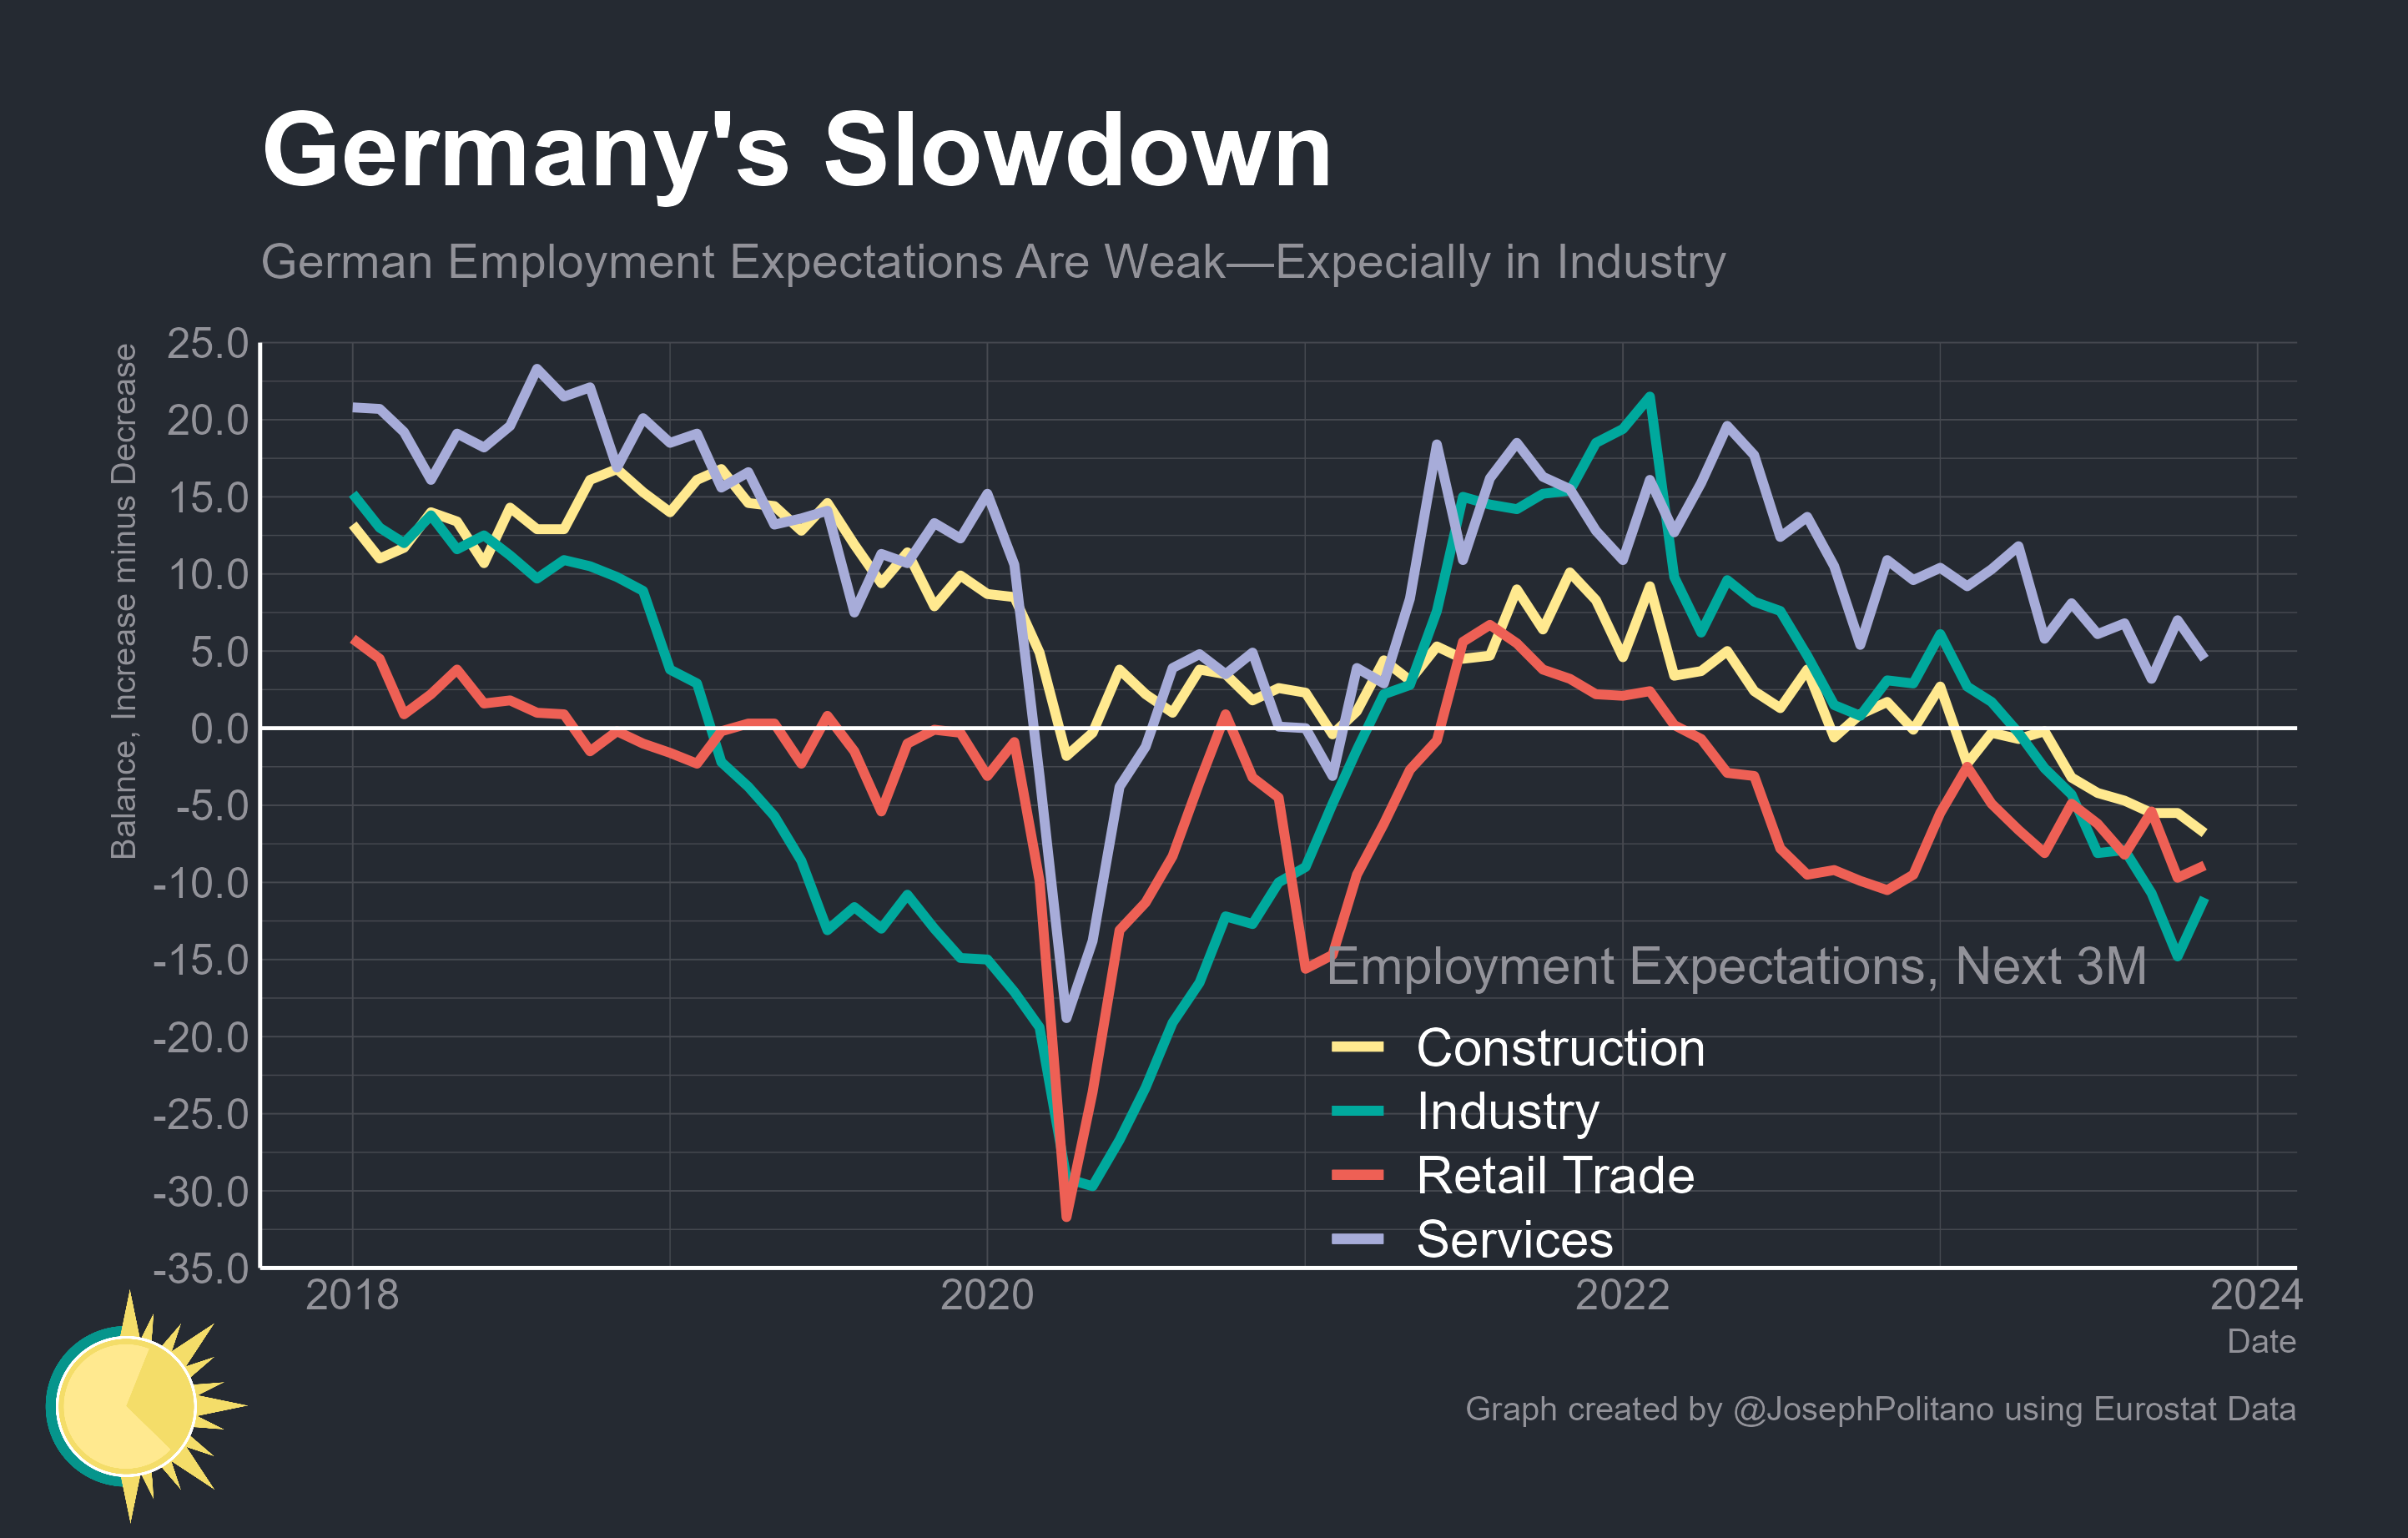 Germany's Slowdown
German Employment Expectations Are Weak—Expecially in Industry
Balance, Increase minus Decrease
25.0
20.0
15.0
10.0
5.0
0.0
-5.0
-10.0
-15.0
-20.0
-25.0
-30.0
-35.0
Employment Expectations, Next 3M
Construction
Industry
Retail Trade
Services
2018
2020
2022
2024
Date
Graph created by @JosephPolitano using Eurostat Data